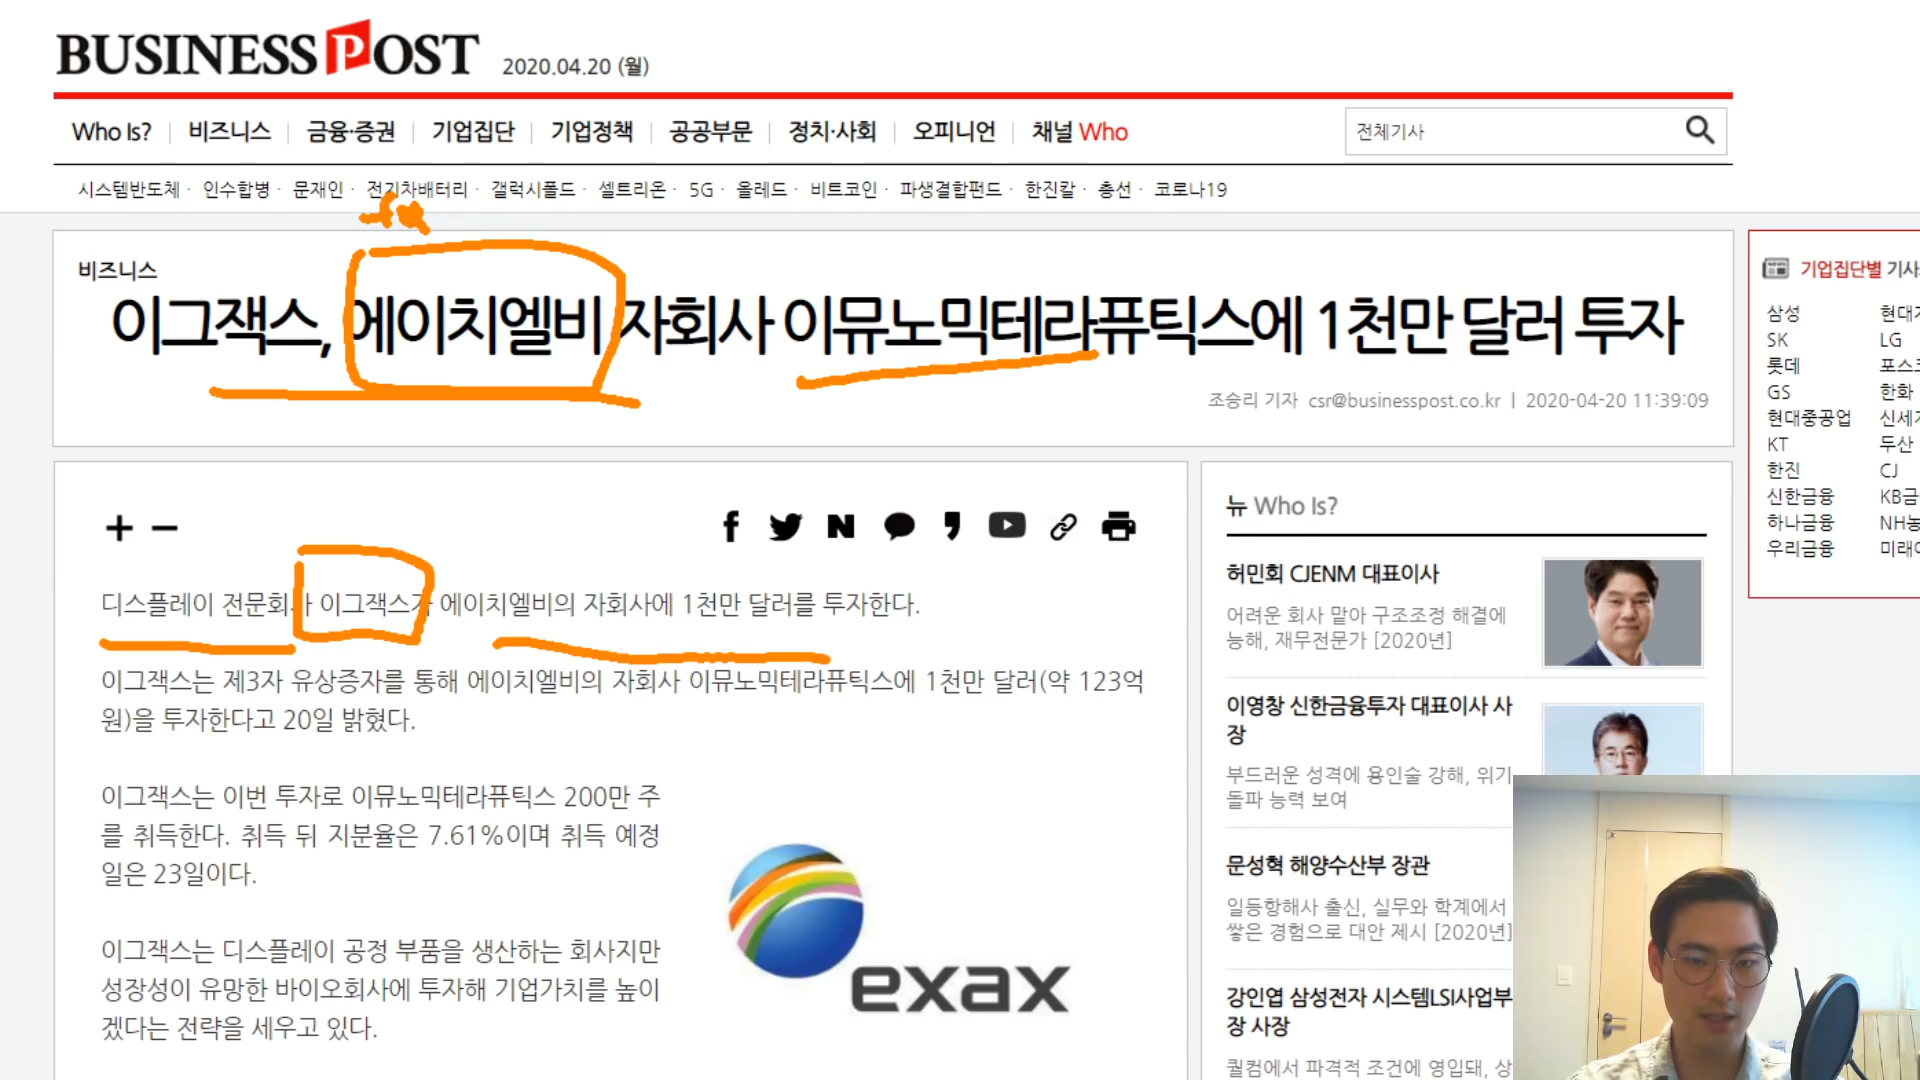 BUSINESS POST 2020.04.20 (월)
Who Is? 비즈니스 금융·증권 기업집단 기업정책 공공부문 정치·사회 오피니언 채널 Who
전체기사
시스템반도체 · 인수합병 · 문재인 · 전기차배터리 · 갤럭시폴드 · 셀트리온 · 5G · 올레드 · 비트코인 · 파생결합펀드 · 한진칼 · 총선 · 코로나19
비즈니스
이그잭스, 에이치엘비 자회사 이뮤노믹테라퓨틱스에 1천만 달러 투자
조승리 기자 csr@businesspost.co.kr | 2020-04-20 11:39:09
디스플레이 전문회사 이그잭스가 에이치엘비의 자회사에 1천만 달러를 투자한다.
이그잭스는 제3자 유상증자를 통해 에이치엘비의 자회사 이뮤노믹테라퓨틱스에 1천만 달러(약 123억
원)을 투자한다고 20일 밝혔다.
이그잭스는 이번 투자로 이뮤노믹테라퓨틱스 200만 주
를 취득한다. 취득 뒤 지분율은 7.61%이며 취득 예정
일은 23일이다.
이그잭스는 디스플레이 공정 부품을 생산하는 회사지만
성장성이 유망한 바이오회사에 투자해 기업가치를 높이
겠다는 전략을 세우고 있다.
exax
뉴 Who Is?
허민회 CJENM 대표이사
어려운 회사 맡아 구조조정 해결에
능해, 재무전문가 [2020년]
이영창 신한금융투자 대표이사 사
장
부드러운 성격에 용인술 강해, 위기
돌파 능력 보여
문성혁 해양수산부 장관
일등항해사 출신, 실무와 학계에서
쌓은 경험으로 대안 제시 [2020년]
강인엽 삼성전자 시스템LSI사업부
장 사장
퀄컴에서 파격적 조건에 영입돼, 상
기업집단별 기사
삼성
SK LG
롯데
GS 한화
현대중공업
KT 두산
한진 CJ
신한금융
하나금융
우리금융